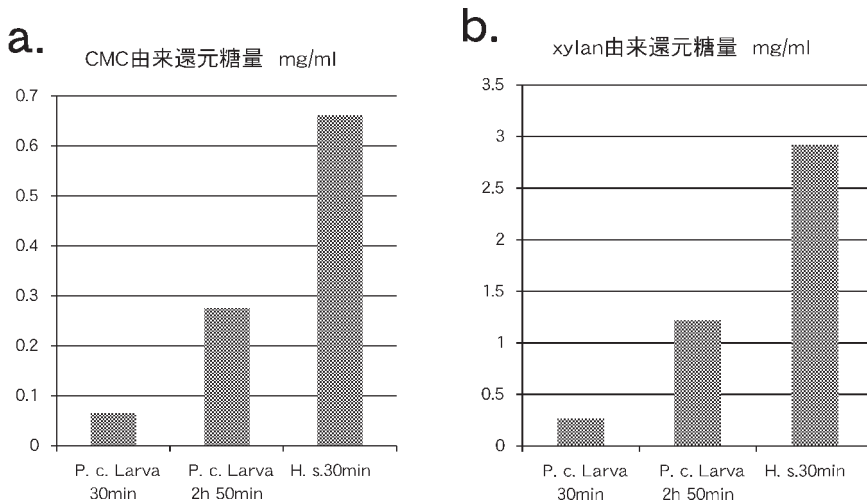 a.
CMC由来還元糖量 mg/ml
0.7
0.6
0.5
0.4
0.3
0.2
0.1
0
P. c. Larva
30min
P. c. Larva
2h 50min
H. s.30min
b.
xylan由来還元糖量 mg/ml
3.5
3
2.5
2
1.5
1
0.5
0
P. c. Larva
30min
P. c. Larva
2h 50min
H. s.30min